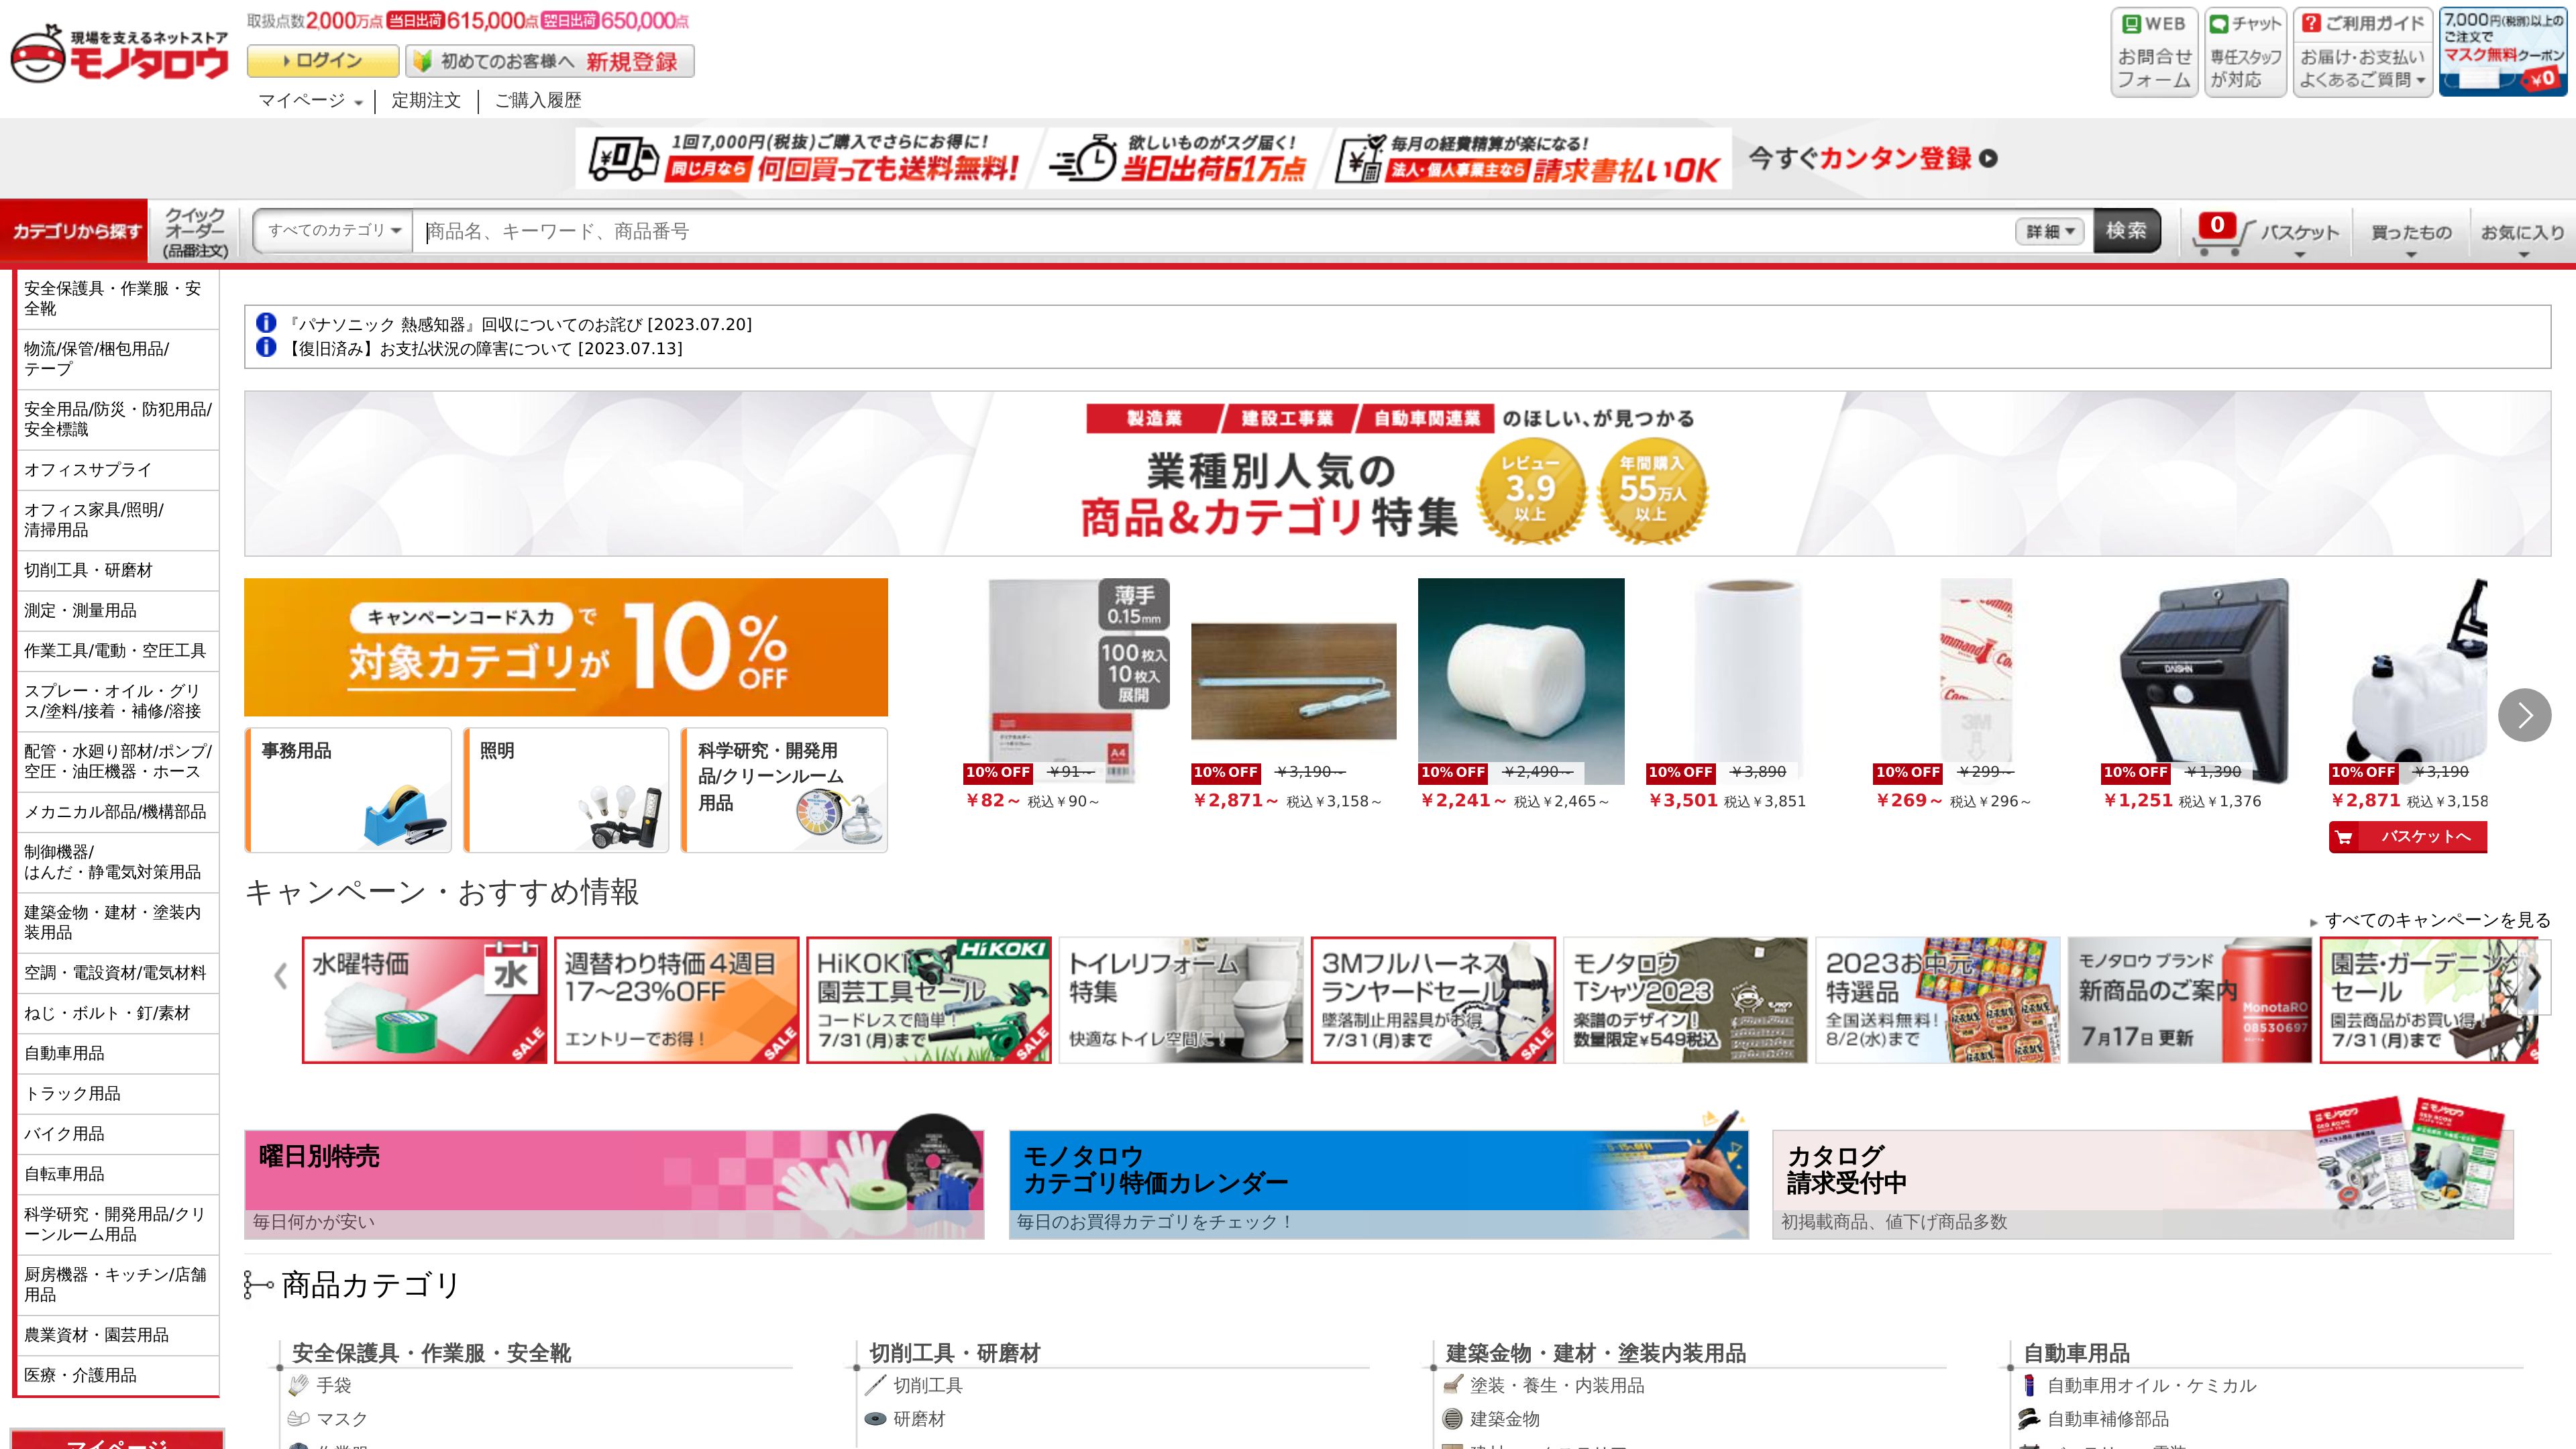 取扱点数2000万点 当日出荷615,000点 翌日出荷650,000点
現場を支えるネットストア
モノタロウ
ログイン
初めてのお客様へ 新規登録
マイページ
定期注文
ご購入履歴
WEB
お問合せ
フォーム
チャット
専任スタッフ
が対応
ご利用ガイド
お届け・お支払い
よくあるご質問
7,000円(税別)以上の
ご注文で
マスク無料クーポン
¥0
1回7,000円(税抜)ご購入でさらにお得に!
同じ月なら 何回買っても送料無料!
欲しいものがスグ届く!
当日出荷61万点
毎月の経費精算が楽になる!
法人・個人事業主なら 請求書払いOK
今すぐカンタン登録
カテゴリから探す
クイック
オーダー
(品番注文)
すべてのカテゴリ
商品名、キーワード、商品番号
詳細
検索
0
バスケット
買ったもの
お気に入り
安全保護具・作業服・安
全靴
物流/保管/梱包用品/
テープ
安全用品/防災・防犯用品/
安全標識
オフィスサプライ
オフィス家具/照明/
清掃用品
切削工具・研磨材
測定・測量用品
作業工具/電動・空圧工具
スプレー・オイル・グリ
ス/塗料/接着・補修/溶接
配管・水廻り部材/ポンプ/
空圧・油圧機器・ホース
メカニカル部品/機構部品
制御機器/
はんだ・静電気対策用品
建築金物・建材・塗装内
装用品
空調・電設資材/電気材料
ねじ・ボルト・釘/素材
自動車用品
トラック用品
バイク用品
自転車用品
科学研究・開発用品/クリ
ーンルーム用品
厨房機器・キッチン/店舗
用品
農業資材・園芸用品
医療・介護用品
マイページ
『パナソニック 熱感知器』回収についてのお詫び [2023.07.20]
【復旧済み】お支払状況の障害について [2023.07.13]
製造業 建設工事業 自動車関連業 のほしい、が見つかる
業種別人気の
商品&カテゴリ特集
レビュー
3.9
以上
年間購入
55万人
以上
キャンペーンコード入力で
対象カテゴリが
10%
OFF
事務用品
照明
科学研究・開発用
品/クリーンルーム
用品
薄手
0.15mm
100枚入
10枚入
展開
A4
10% OFF ￥91～
￥82～ 税込￥90～
10% OFF ￥3,190～
￥2,871～ 税込￥3,158～
10% OFF ￥2,490～
￥2,241～ 税込￥2,465～
10% OFF ￥3,890
￥3,501 税込￥3,851
3M
10% OFF ￥299～
￥269～ 税込￥296～
DAISHIN
10% OFF ￥1,390
￥1,251 税込￥1,376
10% OFF ￥3,190
￥2,871 税込￥3,158
バスケットへ
キャンペーン・おすすめ情報
すべてのキャンペーンを見る
水曜特価
水
SALE
週替わり特価４週目
17～23%OFF
エントリーでお得！
SALE
HiKOKI
HiKOKI
園芸工具セール
コードレスで簡単！
7/31(月)まで
SALE
トイレリフォーム
特集
快適なトイレ空間に！
3Mフルハーネス
ランヤードセール
墜落制止用器具がお得
7/31(月)まで
SALE
モノタロウ
Tシャツ2023
楽譜のデザイン！
数量限定¥549税込
2023お中元
特選品
全国送料無料！
8/2(水)まで
モノタロウ ブランド
新商品のご案内
7月17日 更新
MonotaRO
08530697
園芸・ガーデニング
セール
園芸商品がお買い得！
7/31(月)まで
曜日別特売
毎日何かが安い
モノタロウ
カテゴリ特価カレンダー
毎日のお買得カテゴリをチェック！
カタログ
請求受付中
初掲載商品、値下げ商品多数
商品カテゴリ
安全保護具・作業服・安全靴
手袋
マスク
切削工具・研磨材
切削工具
研磨材
建築金物・建材・塗装内装用品
塗装・養生・内装用品
建築金物
自動車用品
自動車用オイル・ケミカル
自動車補修部品